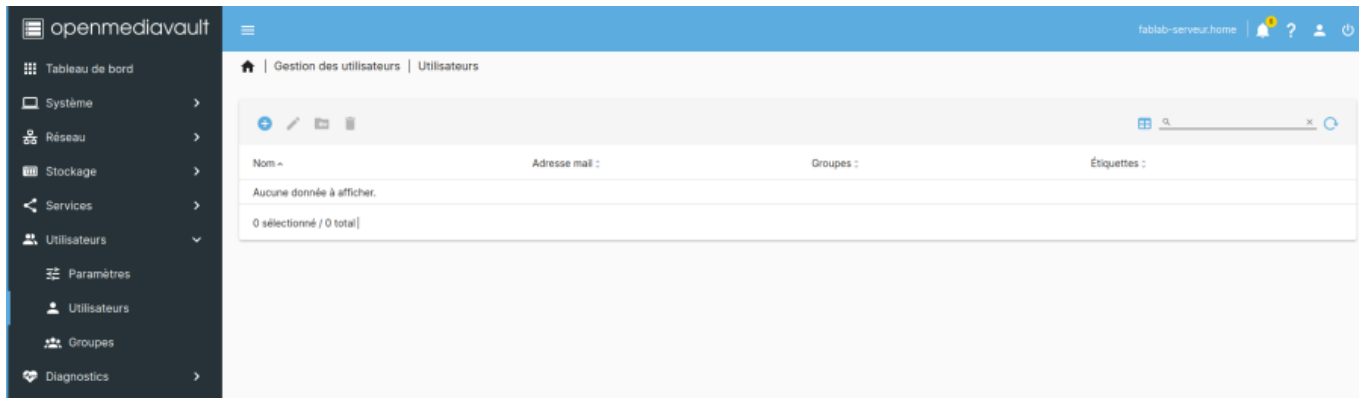 openmediavault
fablab-serveur.home
Tableau de bord
Système
Réseau
Stockage
Services
Utilisateurs
Paramètres
Utilisateurs
Groupes
Diagnostics
| Gestion des utilisateurs | Utilisateurs
Nom Adresse mail Groupes Étiquettes
Aucune donnée à afficher.
0 sélectionné / 0 total